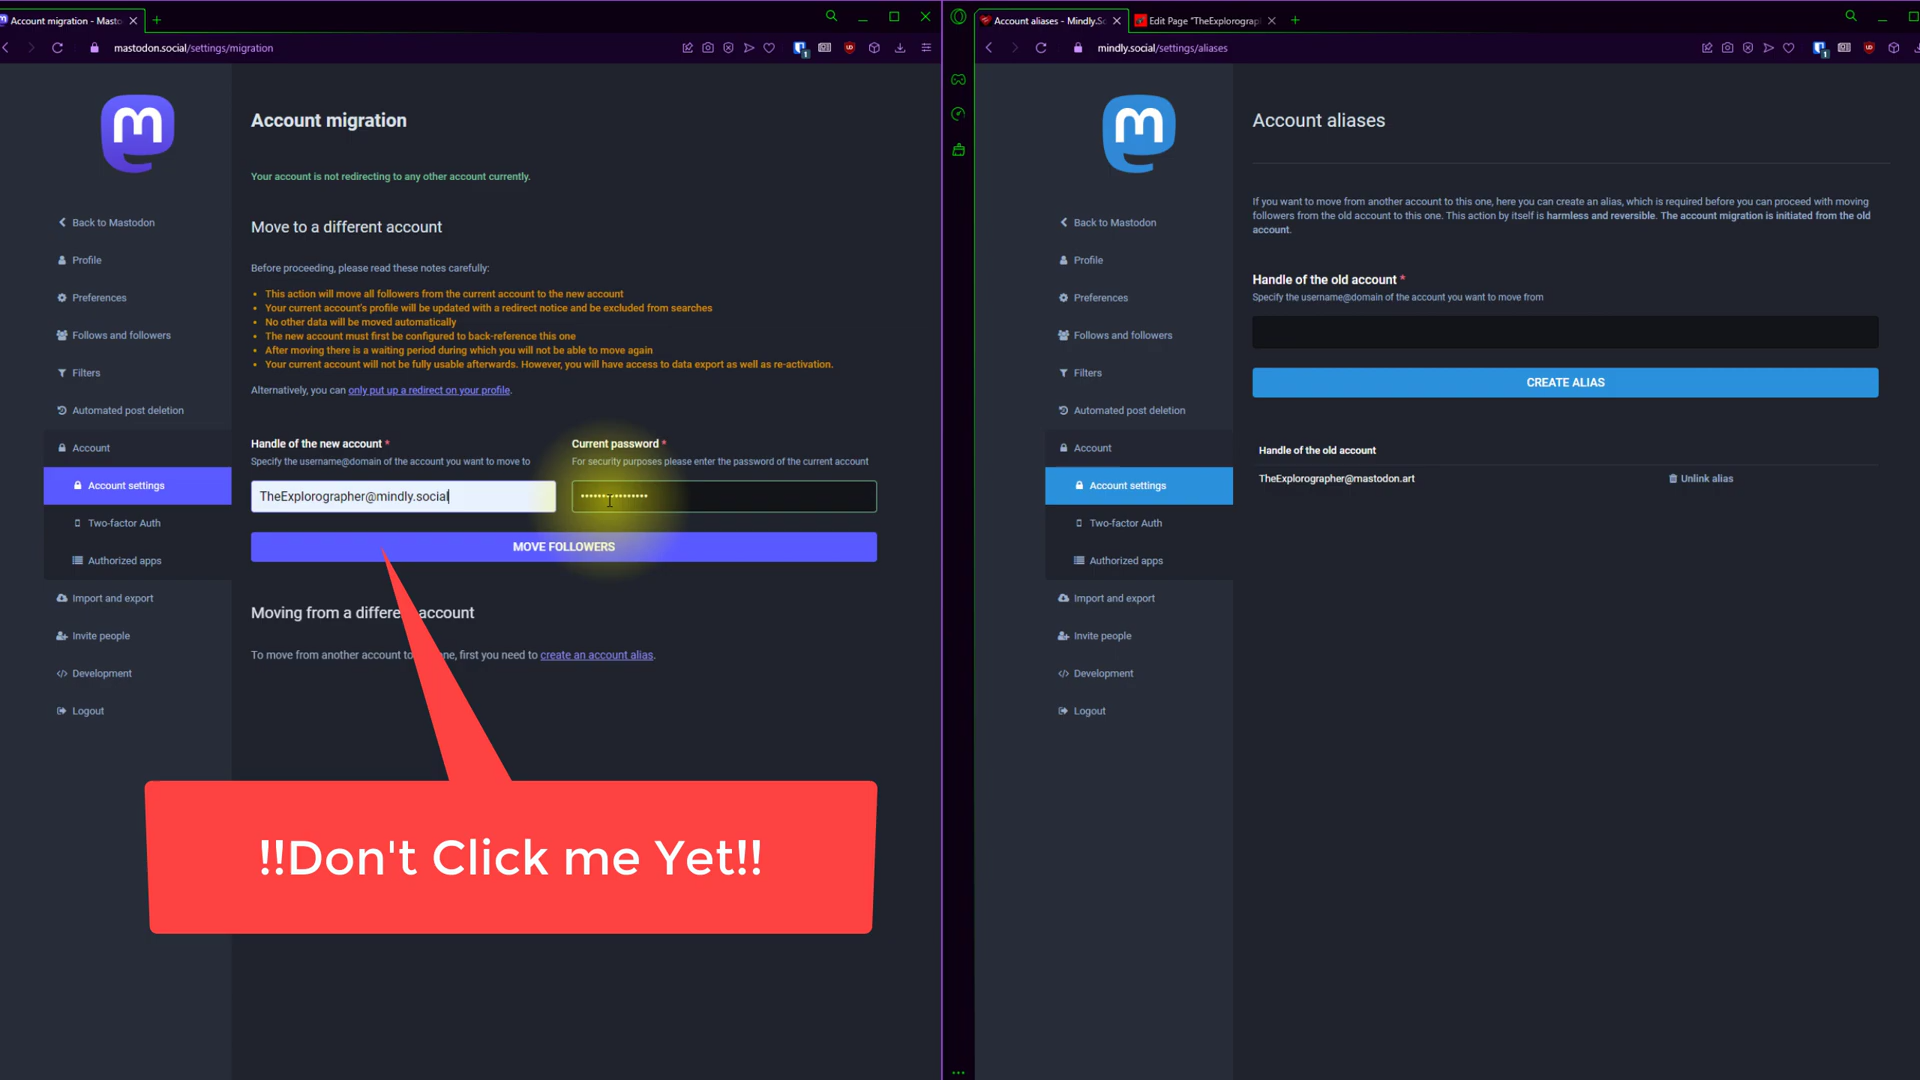 Account migration - Masto
mastodon.social/settings/migration
Account migration
Your account is not redirecting to any other account currently.
Move to a different account
Before proceeding, please read these notes carefully:
This action will move all followers from the current account to the new account
Your current account's profile will be updated with a redirect notice and be excluded from searches
No other data will be moved automatically
The new account must first be configured to back-reference this one
After moving there is a waiting period during which you will not be able to move again
Your current account will not be fully usable afterwards. However, you will have access to data export as well as re-activation.
Alternatively, you can only put up a redirect on your profile.
Handle of the new account *
Specify the username@domain of the account you want to move to
TheExplorographer@mindly.social
Current password *
For security purposes please enter the password of the current account
MOVE FOLLOWERS
Moving from a different account
To move from another account to one, first you need to create an account alias.
Back to Mastodon
Profile
Preferences
Follows and followers
Filters
Automated post deletion
Account
Account settings
Two-factor Auth
Authorized apps
Import and export
Invite people
Development
Logout
!!Don't Click me Yet!!
Account aliases - Mindly.Sc
Edit Page "TheExplorograp
mindly.social/settings/aliases
Back to Mastodon
Profile
Preferences
Follows and followers
Filters
Automated post deletion
Account
Account settings
Two-factor Auth
Authorized apps
Import and export
Invite people
Development
Logout
Account aliases
If you want to move from another account to this one, here you can create an alias, which is required before you can proceed with moving
followers from the old account to this one. This action by itself is harmless and reversible. The account migration is initiated from the old
account.
Handle of the old account *
Specify the username@domain of the account you want to move from
CREATE ALIAS
Handle of the old account
TheExplorographer@mastodon.art
Unlink alias